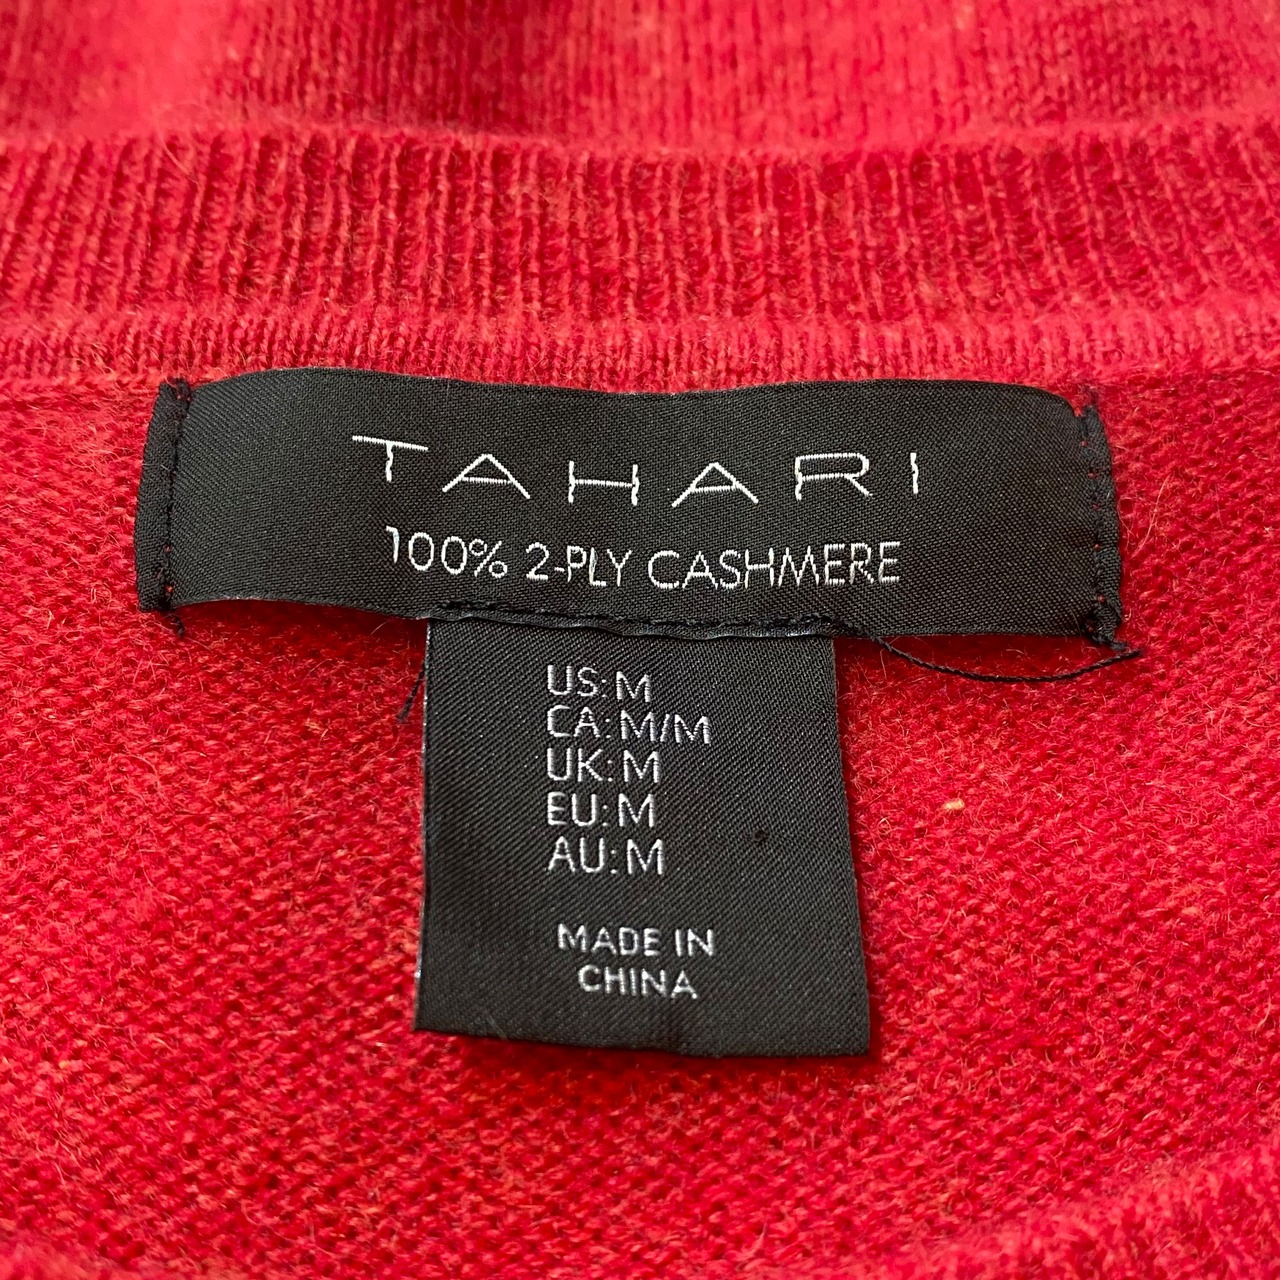 TAHARI
100% 2-PLY CASHMERE
US:M
CA:M/M
UK:M
EU:M
AU:M
MADE IN
CHINA